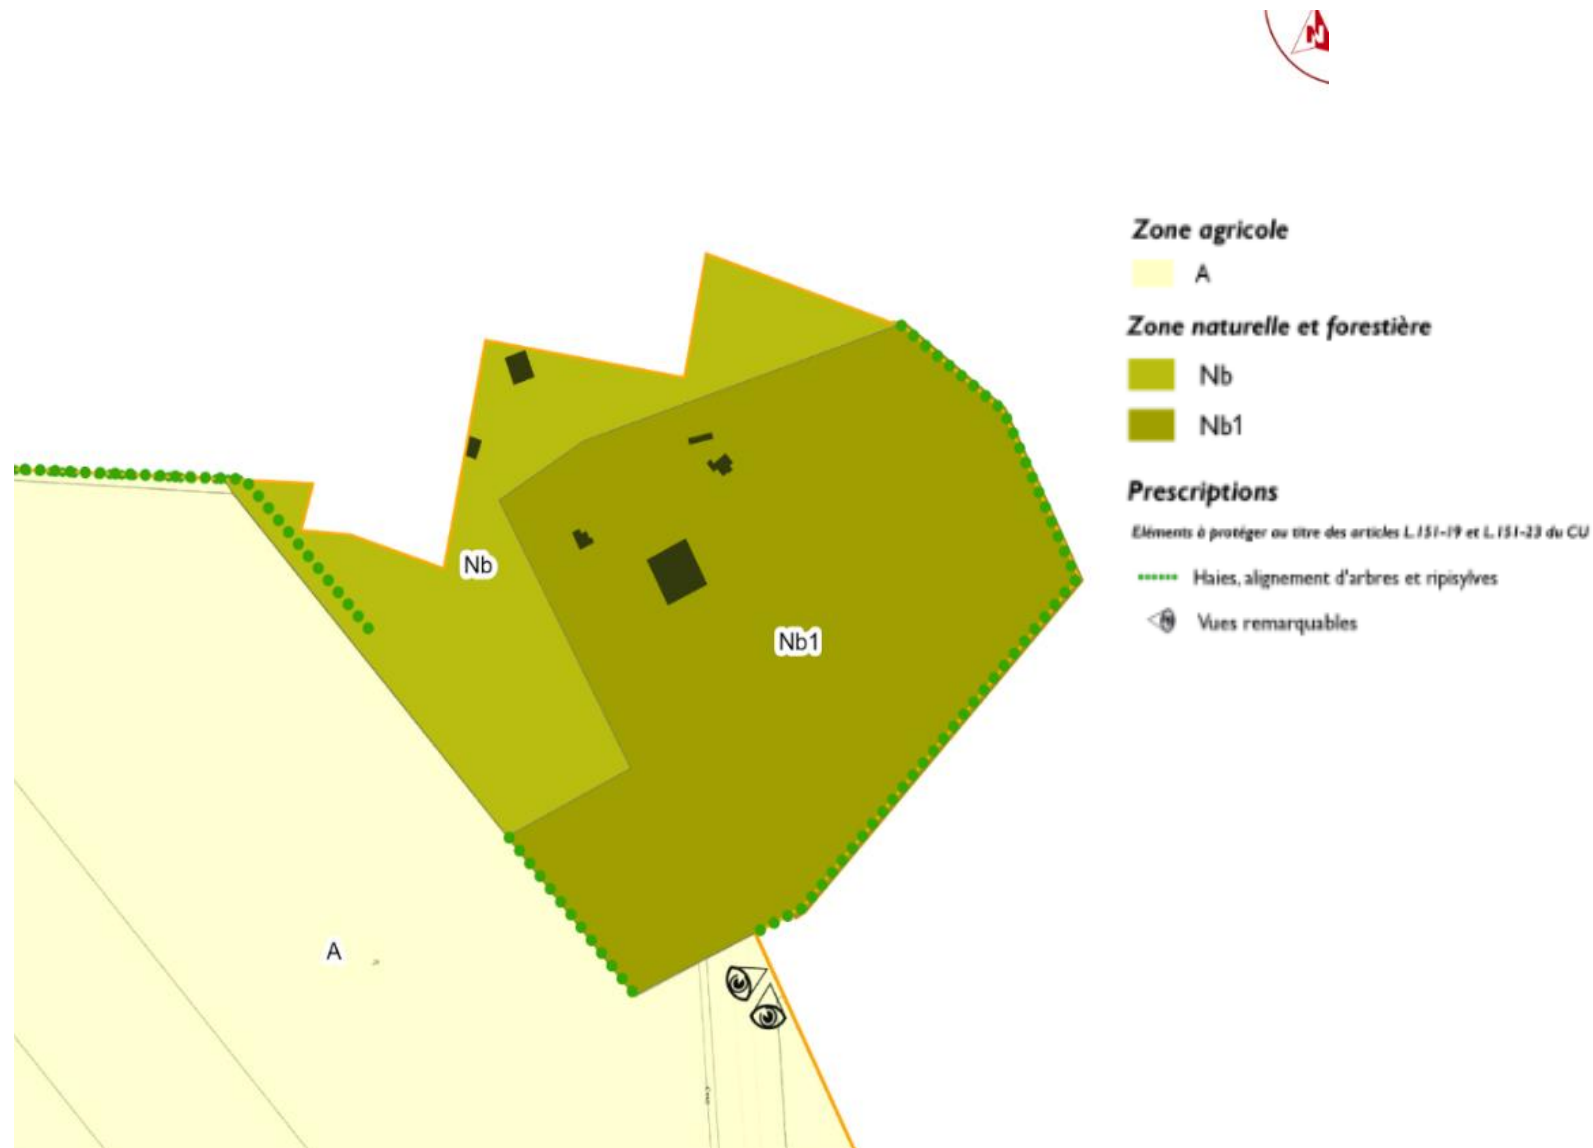 N
Zone agricole
A
Zone naturelle et forestière
Nb
Nb1
Prescriptions
Eléments à protéger au titre des articles L.151-19 et L.151-23 du CU
Haies, alignement d'arbres et ripisylves
Vues remarquables
Nb
Nb1
A